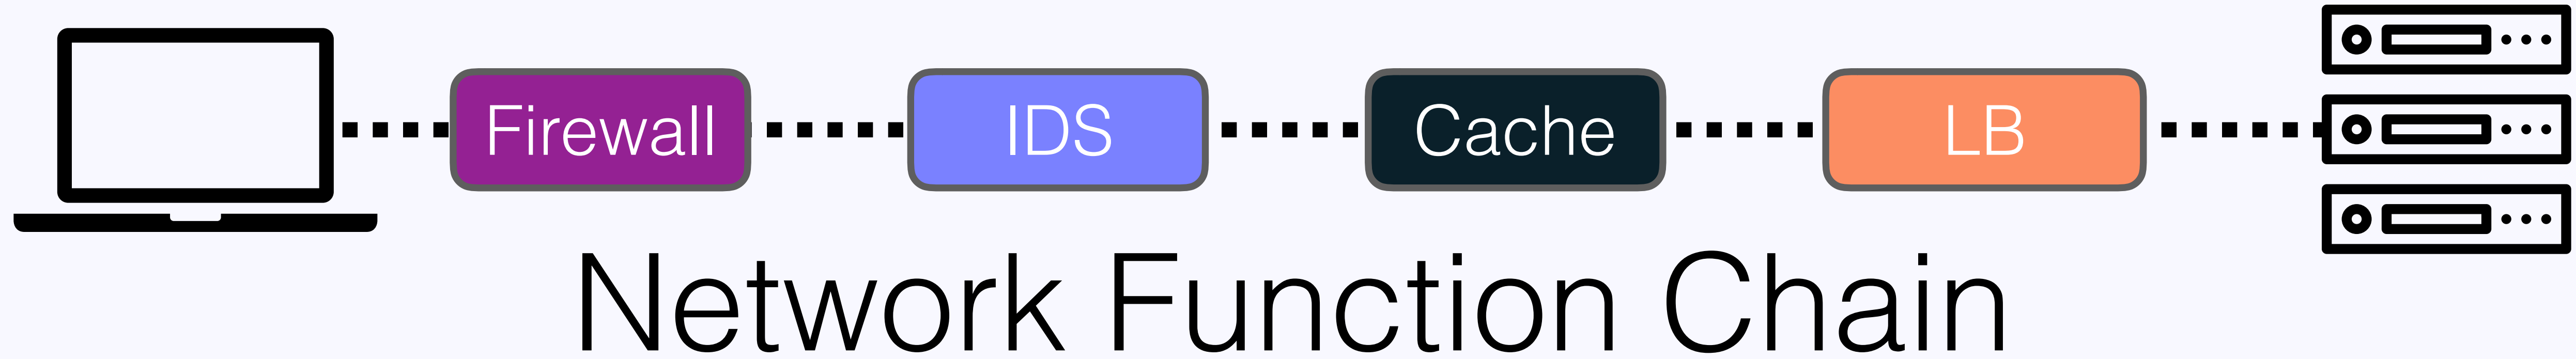 Firewall
IDS
Cache
LB
Network Function Chain